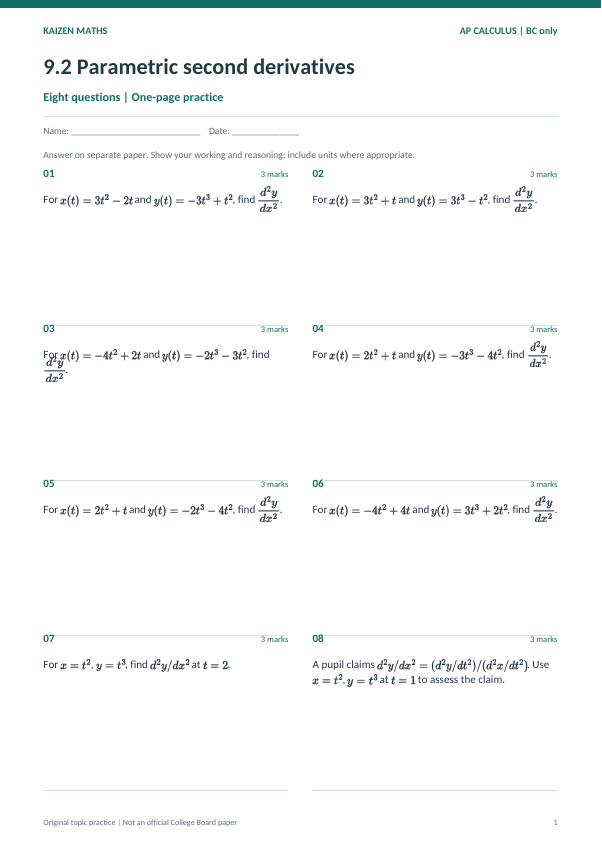 KAIZEN MATHS
AP CALCULUS | BC only
9.2 Parametric second derivatives
Eight questions | One-page practice
Name: ____________________________ Date: ______________
Answer on separate paper. Show your working and reasoning; include units where appropriate.
01 3 marks
For x(t) = 3t² − 2t and y(t) = −3t³ + t², find d²y/dx².
02 3 marks
For x(t) = 3t² + t and y(t) = 3t³ − t², find d²y/dx².
03 3 marks
For x(t) = −4t² + 2t and y(t) = −2t³ − 3t², find
d²y/dx².
04 3 marks
For x(t) = 2t² + t and y(t) = −3t³ − 4t², find d²y/dx².
05 3 marks
For x(t) = 2t² + t and y(t) = −2t³ − 4t², find d²y/dx².
06 3 marks
For x(t) = −4t² + 4t and y(t) = 3t³ + 2t², find d²y/dx².
07 3 marks
For x = t², y = t³, find d²y/dx² at t = 2.
08 3 marks
A pupil claims d²y/dx² = (d²y/dt²)/(d²x/dt²). Use
x = t², y = t³ at t = 1 to assess the claim.
Original topic practice | Not an official College Board paper
1